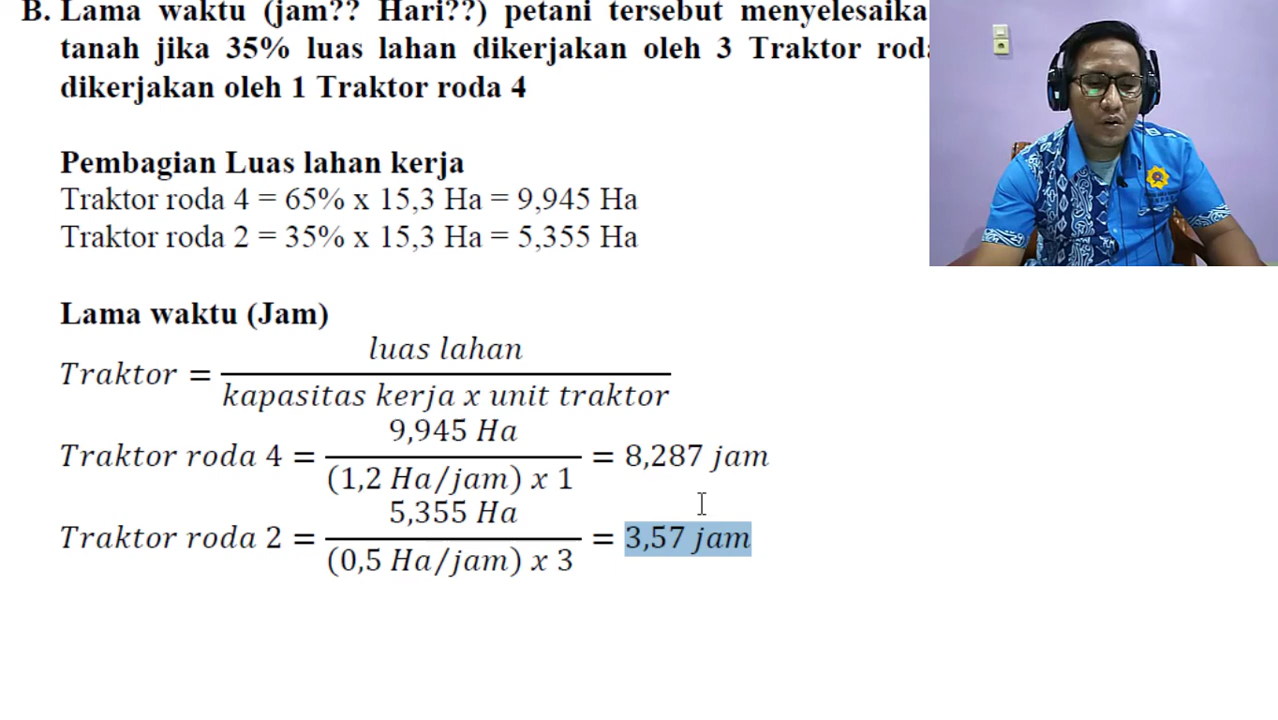 B. Lama waktu (jam?? Hari??) petani tersebut menyelesaika
tanah jika 35% luas lahan dikerjakan oleh 3 Traktor roda
dikerjakan oleh 1 Traktor roda 4
Pembagian Luas lahan kerja
Traktor roda 4 = 65% x 15,3 Ha = 9,945 Ha
Traktor roda 2 = 35% x 15,3 Ha = 5,355 Ha
Lama waktu (Jam)
Traktor = luas lahan / kapasitas kerja x unit traktor
Traktor roda 4 = 9,945 Ha / (1,2 Ha/jam) x 1 = 8,287 jam
Traktor roda 2 = 5,355 Ha / (0,5 Ha/jam) x 3 = 3,57 jam